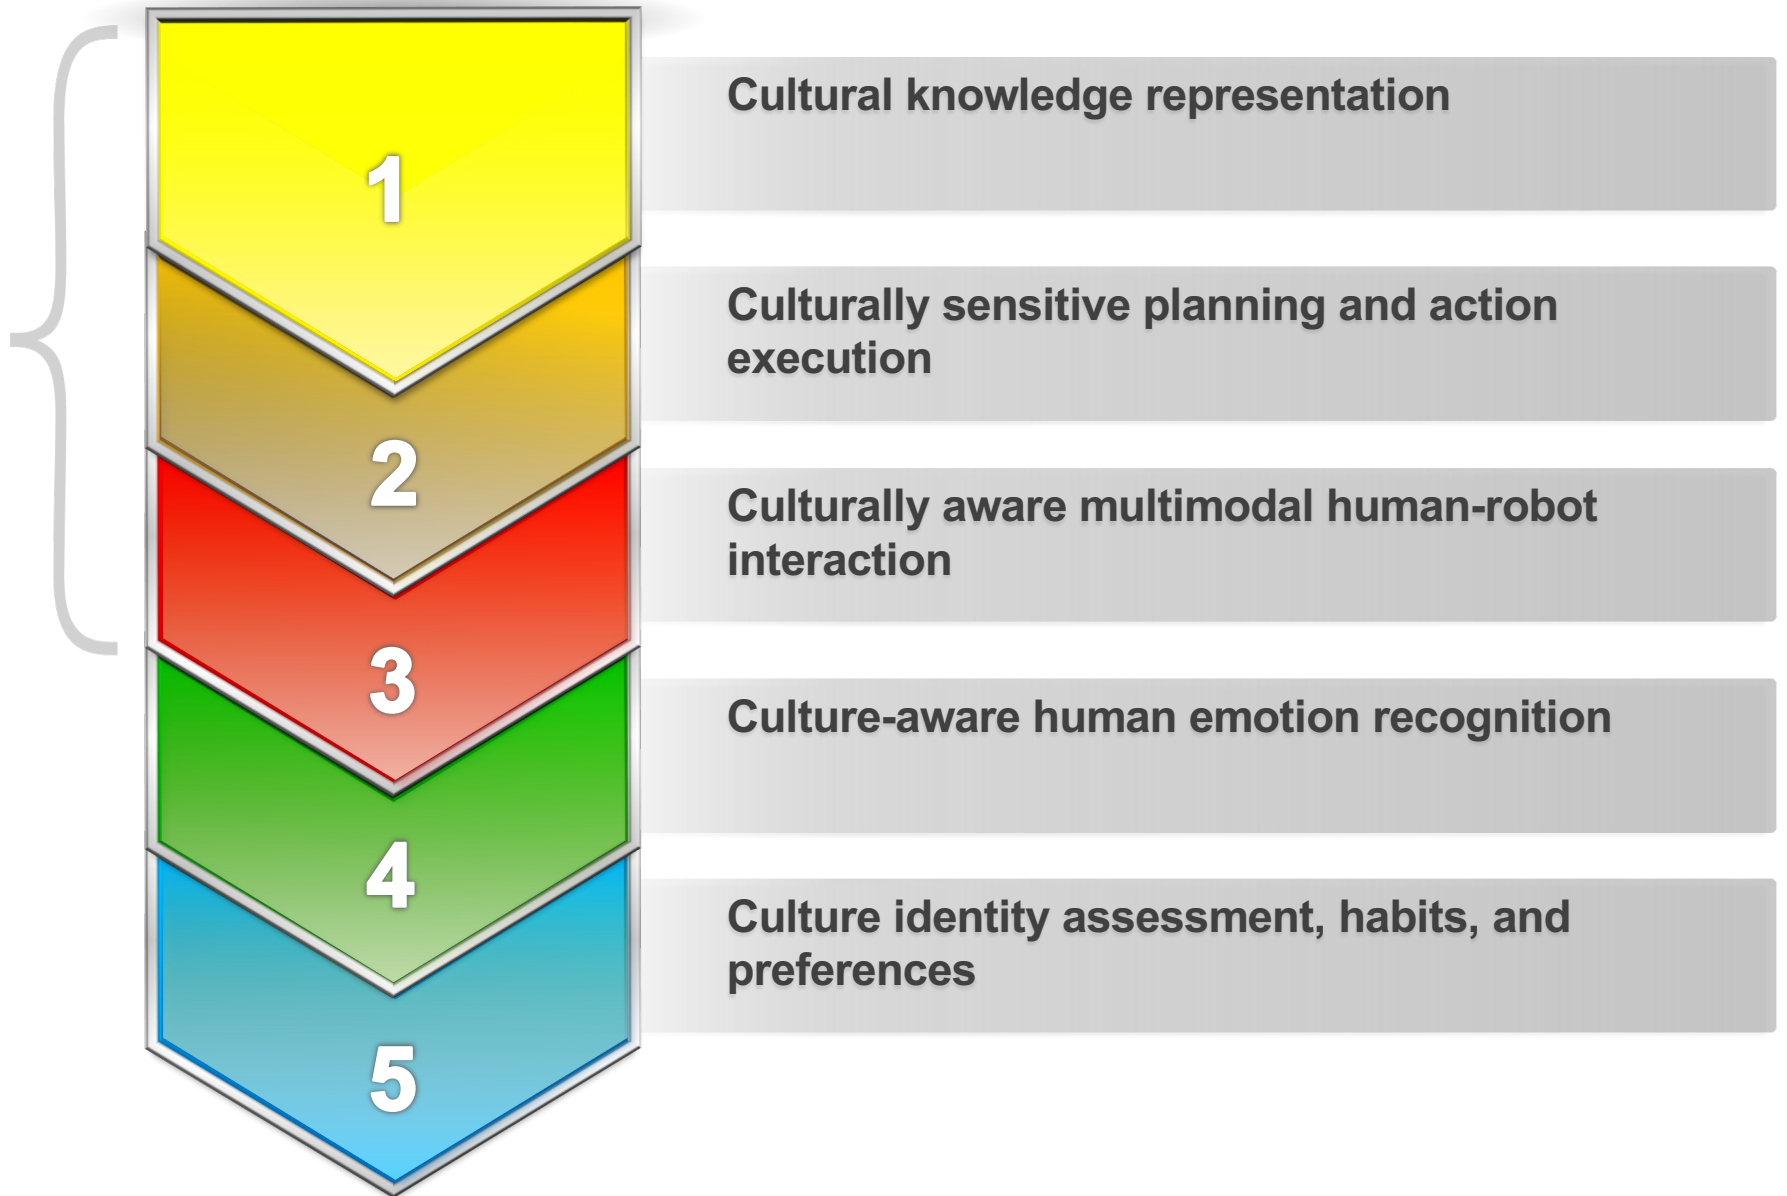 1
Cultural knowledge representation
2
Culturally sensitive planning and action
execution
3
Culturally aware multimodal human-robot
interaction
4
Culture-aware human emotion recognition
5
Culture identity assessment, habits, and
preferences